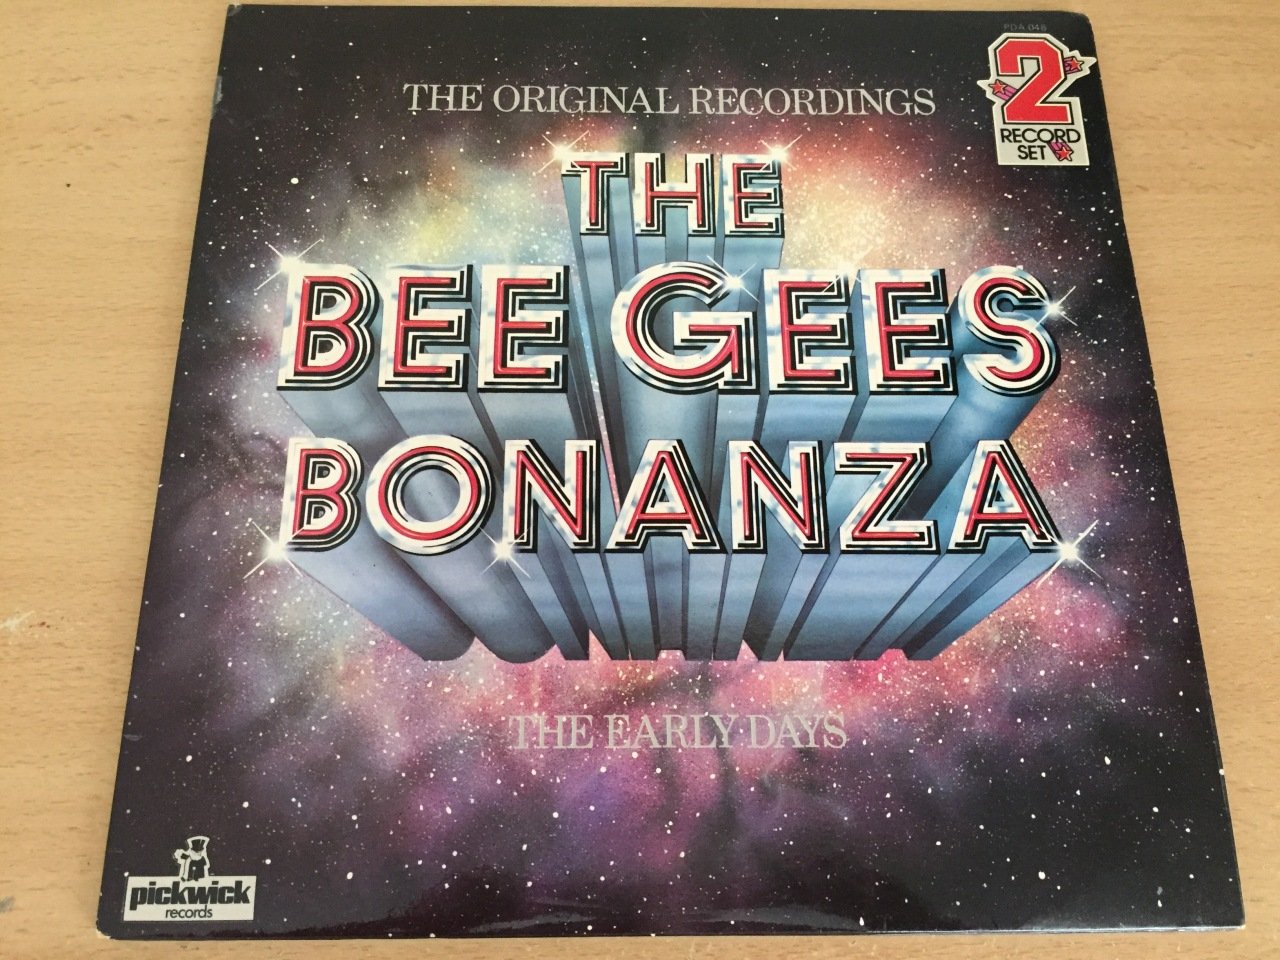 PDA 046
2
RECORD
SET
THE ORIGINAL RECORDINGS
THE
BEE GEES
BONANZA
THE EARLY DAYS
pickwick
records